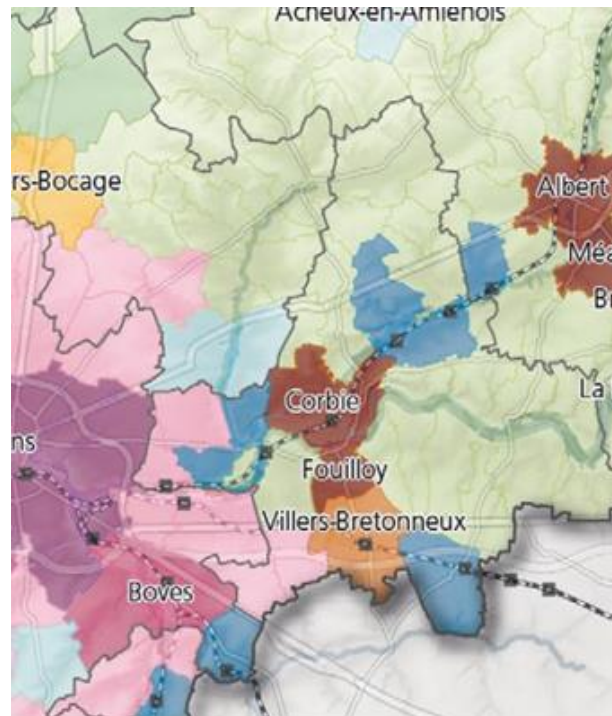 Acheux-en-Amiénois
rs-Bocage
Albert
Méa
Br
Corbie
La
ns
Fouilloy
Villers-Bretonneux
Boves